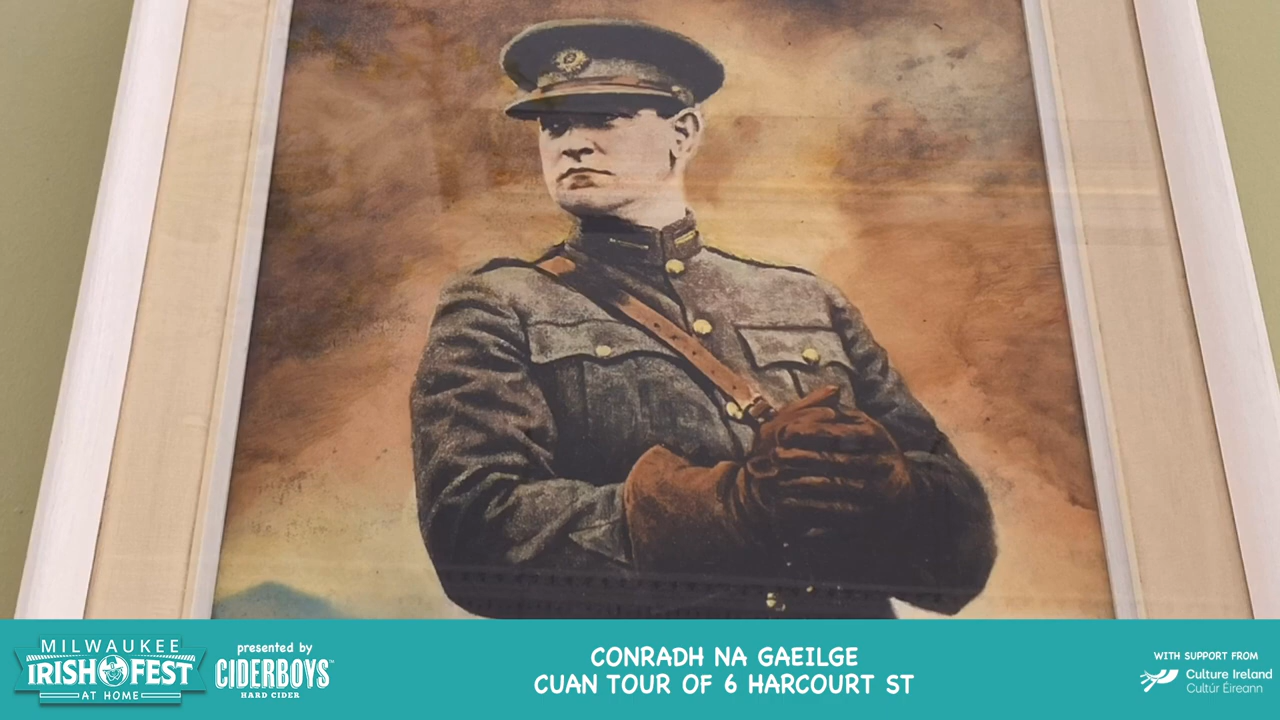 MILWAUKEE
IRISH FEST
AT HOME
presented by
CIDERBOYS
HARD CIDER
CONRADH NA GAEILGE
CUAN TOUR OF 6 HARCOURT ST
WITH SUPPORT FROM
Culture Ireland
Cultúr Éireann